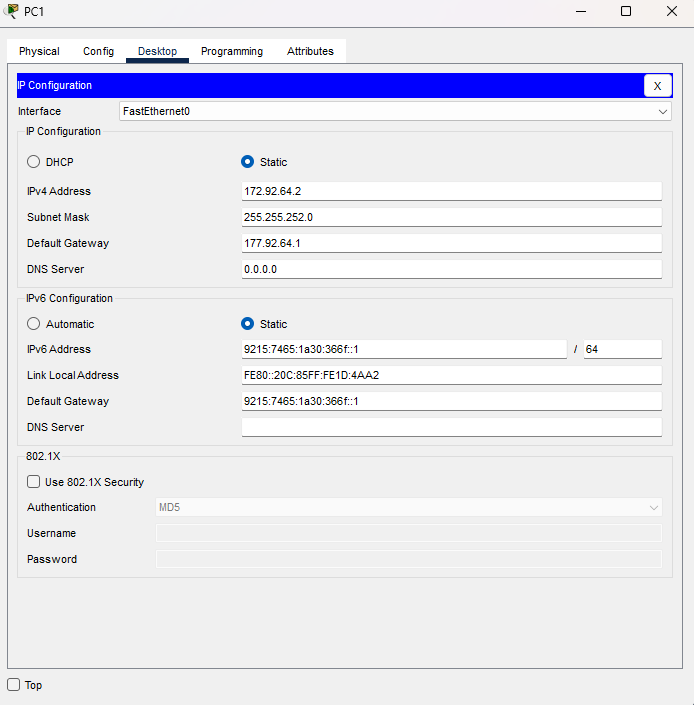 PC1
Physical Config Desktop Programming Attributes
IP Configuration X
Interface FastEthernet0
IP Configuration
DHCP Static
IPv4 Address 172.92.64.2
Subnet Mask 255.255.252.0
Default Gateway 177.92.64.1
DNS Server 0.0.0.0
IPv6 Configuration
Automatic Static
IPv6 Address 9215:7465:1a30:366f::1 / 64
Link Local Address FE80::20C:85FF:FE1D:4AA2
Default Gateway 9215:7465:1a30:366f::1
DNS Server
802.1X
Use 802.1X Security
Authentication MD5
Username
Password
Top